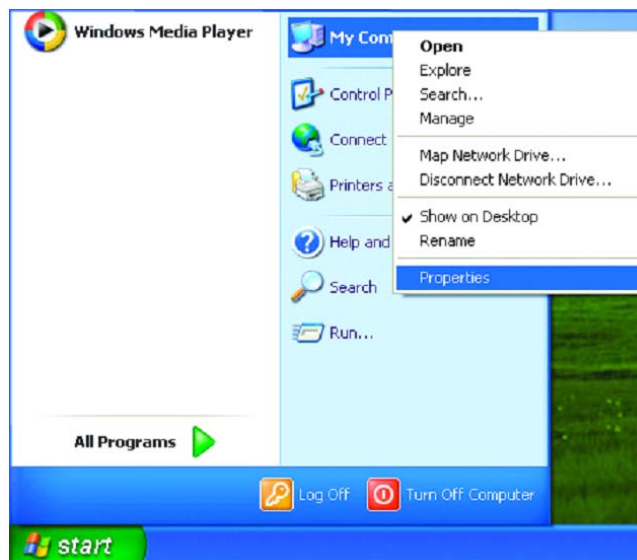 Windows Media Player
My Com
Control P
Connect
Printers a
Help and
Search
Run...
Open
Explore
Search...
Manage
Map Network Drive...
Disconnect Network Drive...
Show on Desktop
Rename
Properties
All Programs
Log Off
Turn Off Computer
start